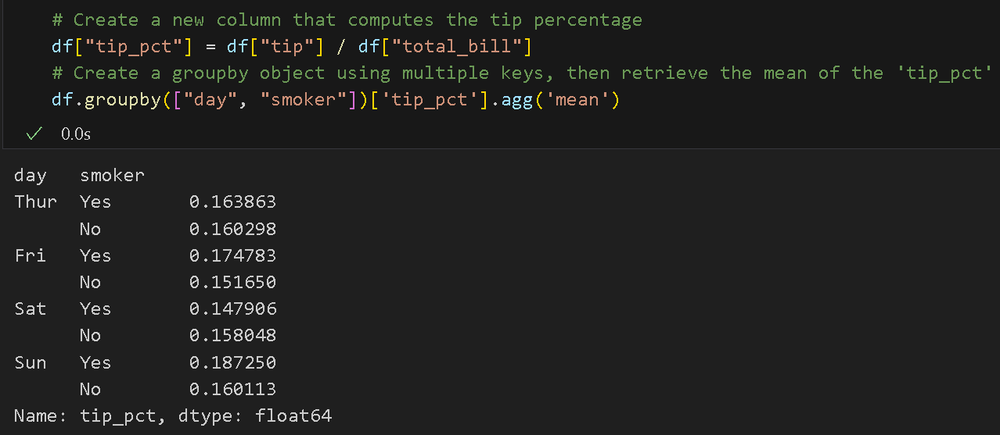 # Create a new column that computes the tip percentage
df["tip_pct"] = df["tip"] / df["total_bill"]
# Create a groupby object using multiple keys, then retrieve the mean of the 'tip_pct'
df.groupby(["day", "smoker"])['tip_pct'].agg('mean')
✓ 0.0s
day   smoker
Thur  Yes       0.163863
      No        0.160298
Fri   Yes       0.174783
      No        0.151650
Sat   Yes       0.147906
      No        0.158048
Sun   Yes       0.187250
      No        0.160113
Name: tip_pct, dtype: float64